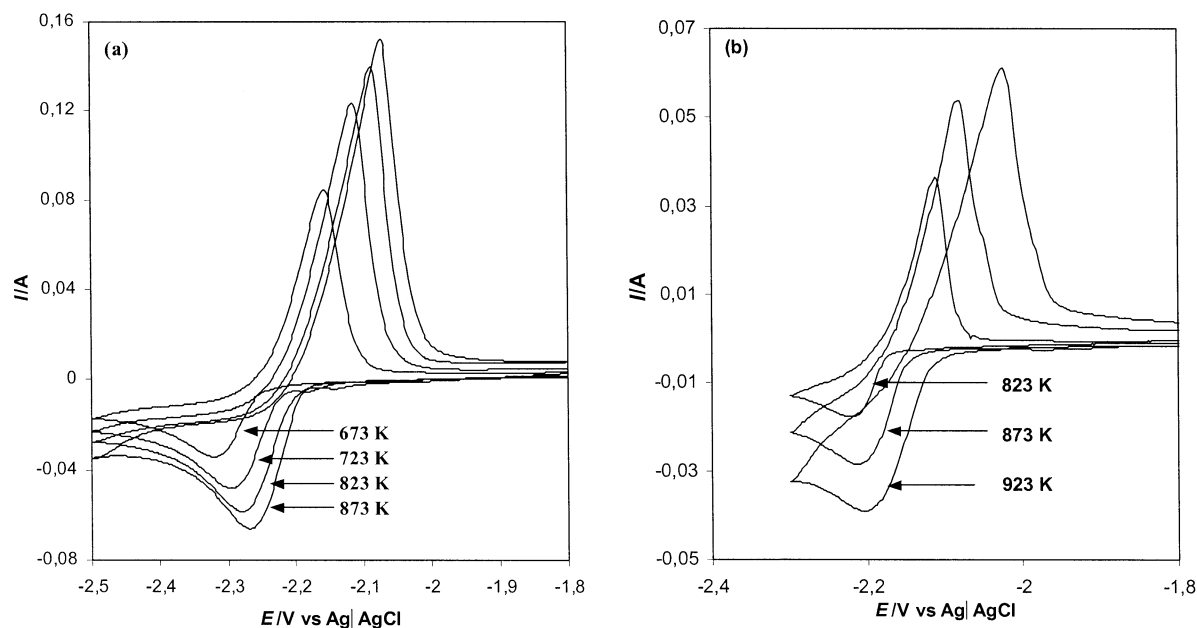 (a)
0,16
0,12
0,08
0,04
0
-0,04
-0,08
I/A
673 K
723 K
823 K
873 K
-2,5 -2,4 -2,3 -2,2 -2,1 -2 -1,9 -1,8
E/V vs Ag| AgCl
(b)
0,07
0,05
0,03
0,01
-0,01
-0,03
-0,05
I/A
823 K
873 K
923 K
-2,4 -2,2 -2 -1,8
E/V vs Ag| AgCl